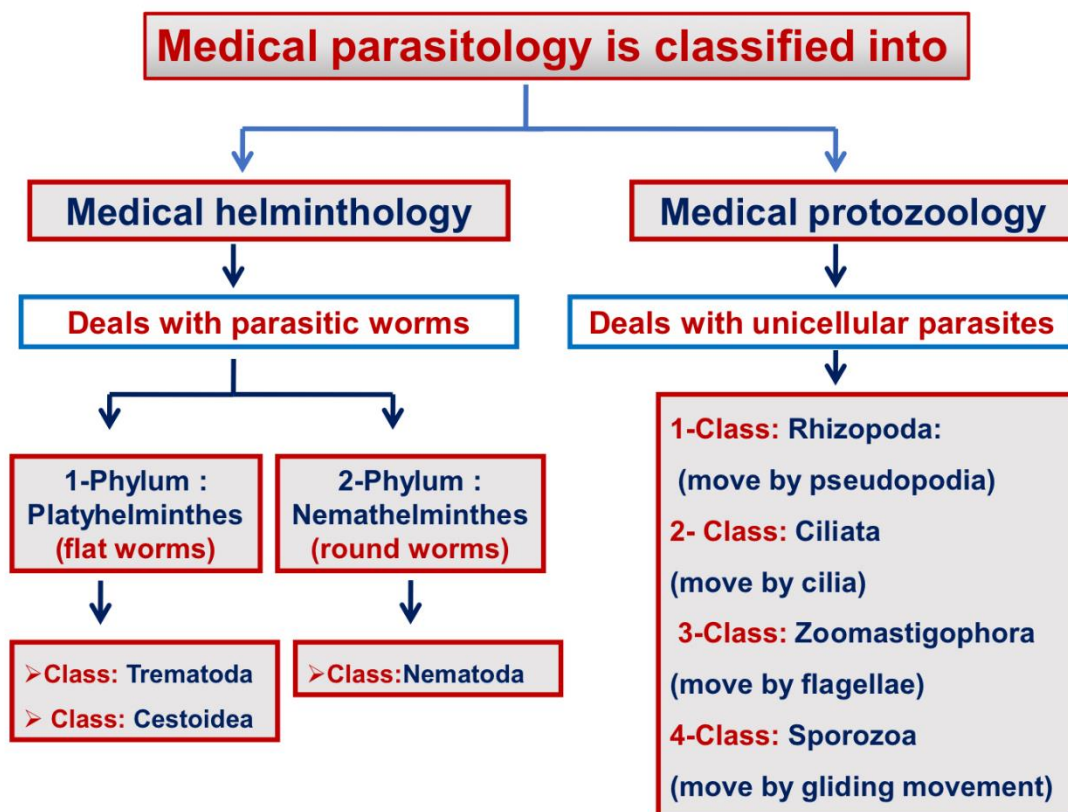 Medical parasitology is classified into
Medical helminthology
Medical protozoology
Deals with parasitic worms
Deals with unicellular parasites
1-Phylum :
Platyhelminthes
(flat worms)
2-Phylum :
Nemathelminthes
(round worms)
➢Class: Trematoda
➢ Class: Cestoidea
➢Class:Nematoda
1-Class: Rhizopoda:
(move by pseudopodia)
2- Class: Ciliata
(move by cilia)
3-Class: Zoomastigophora
(move by flagellae)
4-Class: Sporozoa
(move by gliding movement)